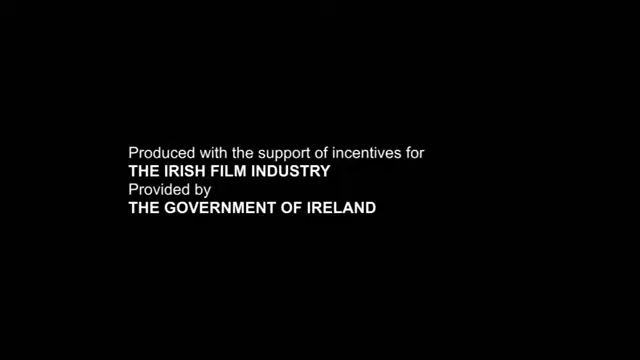 Produced with the support of incentives for
THE IRISH FILM INDUSTRY
Provided by
THE GOVERNMENT OF IRELAND